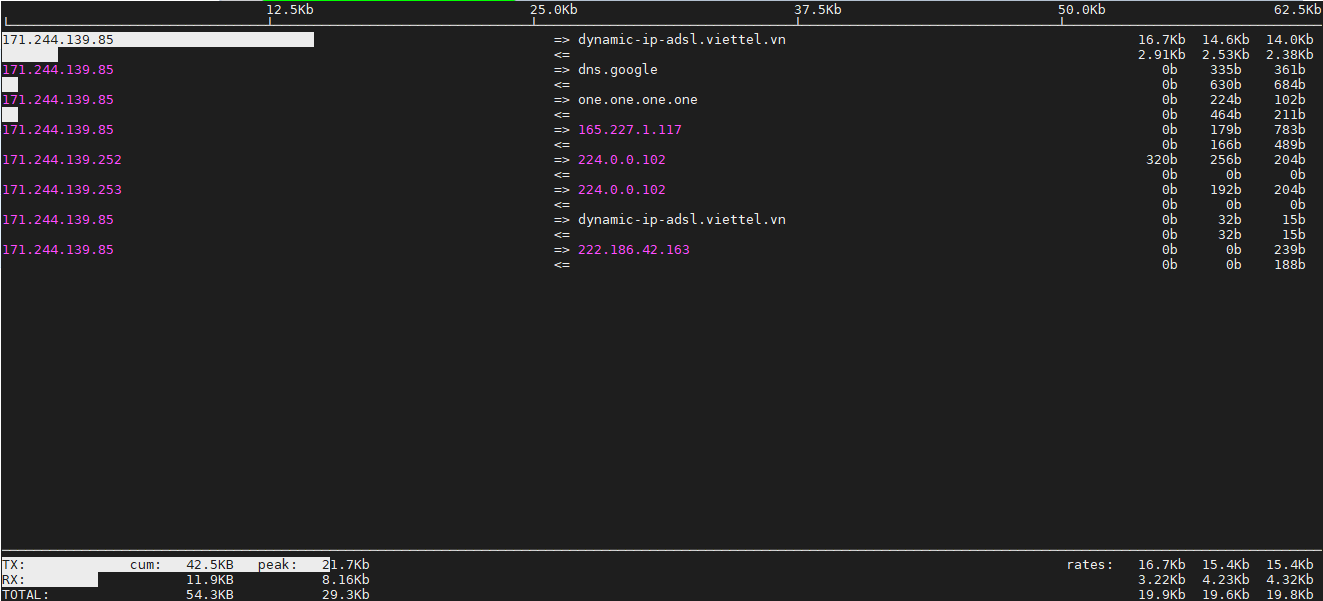 12.5Kb 25.0Kb 37.5Kb 50.0Kb 62.5Kb
171.244.139.85 => dynamic-ip-adsl.viettel.vn 16.7Kb 14.6Kb 14.0Kb
<= 2.91Kb 2.53Kb 2.38Kb
171.244.139.85 => dns.google 0b 335b 361b
<= 0b 630b 684b
171.244.139.85 => one.one.one.one 0b 224b 102b
<= 0b 464b 211b
171.244.139.85 => 165.227.1.117 0b 179b 783b
<= 0b 166b 489b
171.244.139.252 => 224.0.0.102 320b 256b 204b
<= 0b 0b 0b
171.244.139.253 => 224.0.0.102 0b 192b 204b
<= 0b 0b 0b
171.244.139.85 => dynamic-ip-adsl.viettel.vn 0b 32b 15b
<= 0b 32b 15b
171.244.139.85 => 222.186.42.163 0b 0b 239b
<= 0b 0b 188b
TX: cum: 42.5KB peak: 21.7Kb rates: 16.7Kb 15.4Kb 15.4Kb
RX: 11.9KB 8.16Kb 3.22Kb 4.23Kb 4.32Kb
TOTAL: 54.3KB 29.3Kb 19.9Kb 19.6Kb 19.8Kb